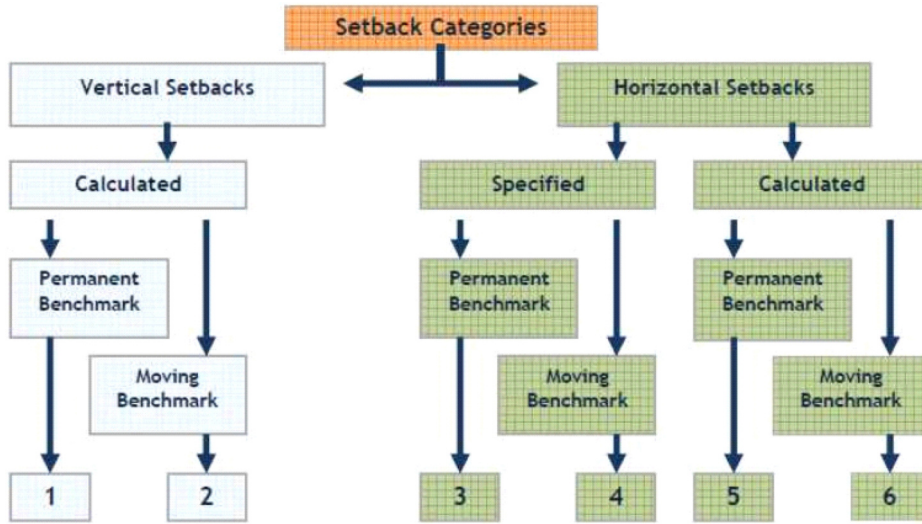 Setback Categories
Vertical Setbacks
Horizontal Setbacks
Calculated
Specified
Calculated
Permanent
Benchmark
Permanent
Benchmark
Permanent
Benchmark
Moving
Benchmark
Moving
Benchmark
Moving
Benchmark
1
2
3
4
5
6